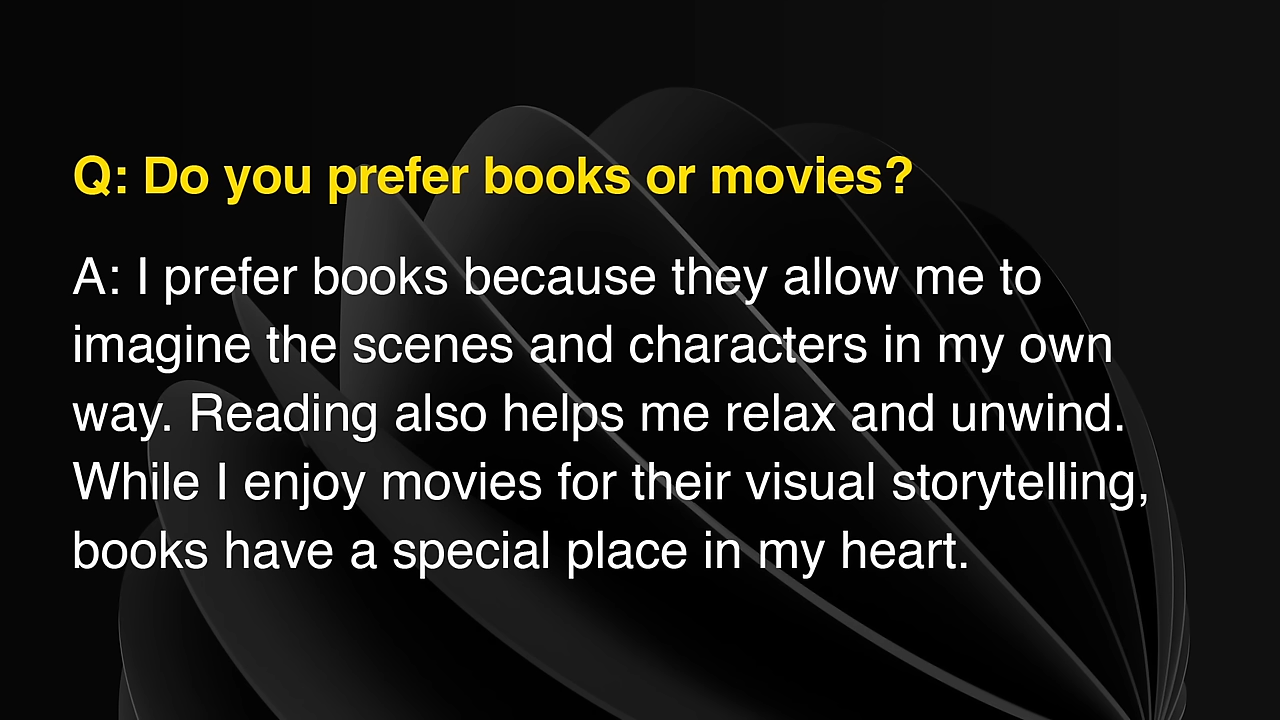 Q: Do you prefer books or movies?
A: I prefer books because they allow me to
imagine the scenes and characters in my own
way. Reading also helps me relax and unwind.
While I enjoy movies for their visual storytelling,
books have a special place in my heart.